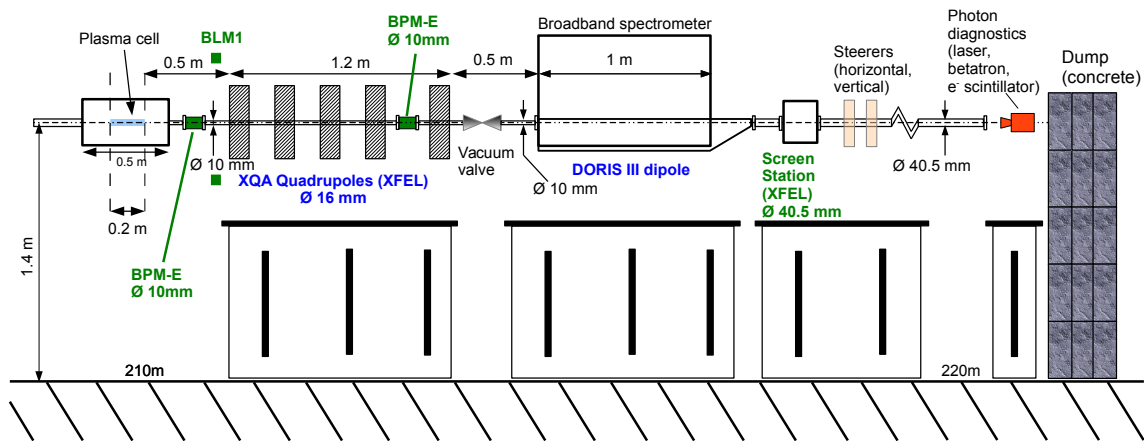 Plasma cell
BLM1
BPM-E
Ø 10mm
Broadband spectrometer
Photon
diagnostics
(laser,
betatron,
e⁻ scintillator)
Steerers
(horizontal,
vertical)
Dump
(concrete)
0.5 m
1.2 m
0.5 m
1 m
0.5 m
Ø 10 mm
Vacuum
valve
Ø 10 mm
DORIS III dipole
Screen
Station
(XFEL)
Ø 40.5 mm
Ø 40.5 mm
XQA Quadrupoles (XFEL)
Ø 16 mm
0.2 m
BPM-E
Ø 10mm
1.4 m
210m
220m